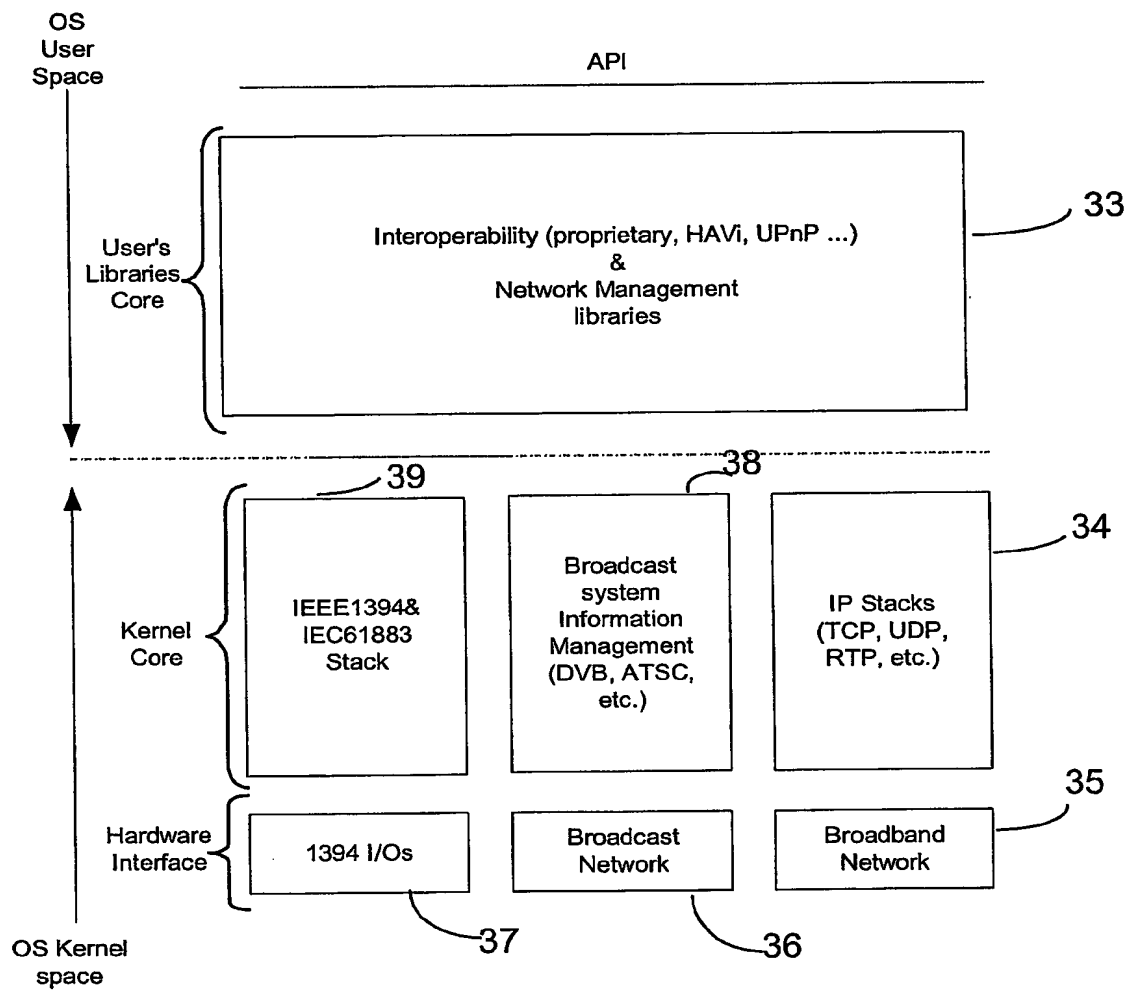 OS
User
Space
API
User's
Libraries
Core
Interoperability (proprietary, HAVi, UPnP ...)
&
Network Management
libraries
33
39
38
34
Kernel
Core
IEEE1394&
IEC61883
Stack
Broadcast
system
Information
Management
(DVB, ATSC,
etc.)
IP Stacks
(TCP, UDP,
RTP, etc.)
35
Hardware
Interface
1394 I/Os
Broadcast
Network
Broadband
Network
37
36
OS Kernel
space